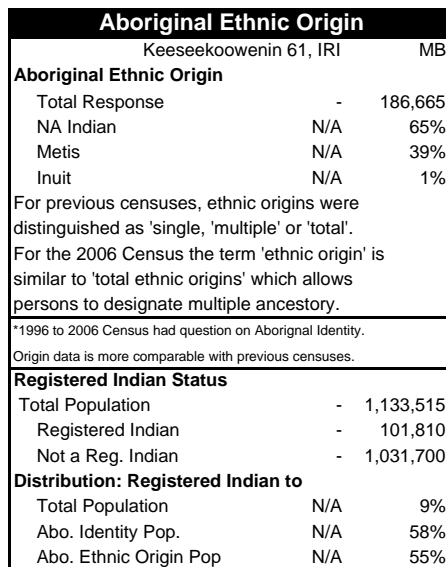 Aboriginal Ethnic Origin
Keeseekoowenin 61, IRI MB
Aboriginal Ethnic Origin
Total Response - 186,665
NA Indian N/A 65%
Metis N/A 39%
Inuit N/A 1%
For previous censuses, ethnic origins were
distinguished as 'single, 'multiple' or 'total'.
For the 2006 Census the term 'ethnic origin' is
similar to 'total ethnic origins' which allows
persons to designate multiple ancestory.
*1996 to 2006 Census had question on Aborignal Identity.
Origin data is more comparable with previous censuses.
Registered Indian Status
Total Population - 1,133,515
Registered Indian - 101,810
Not a Reg. Indian - 1,031,700
Distribution: Registered Indian to
Total Population N/A 9%
Abo. Identity Pop. N/A 58%
Abo. Ethnic Origin Pop N/A 55%